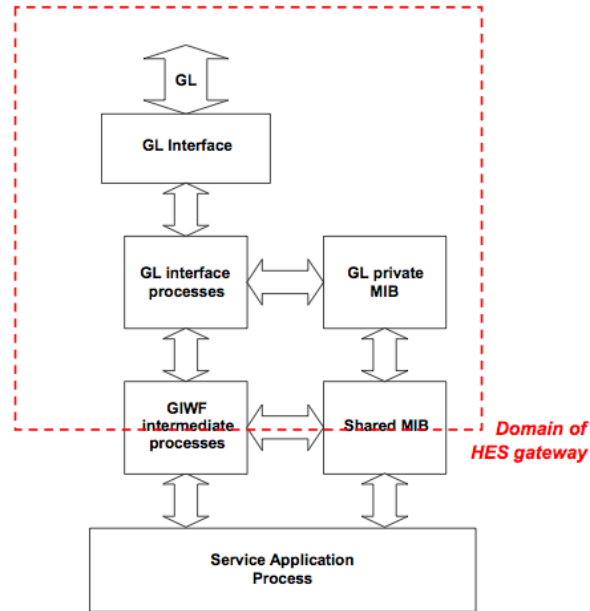 GL
GL Interface
GL interface
processes
GL private
MIB
GIWF
intermediate
processes
Shared MIB
Domain of
HES gateway
Service Application
Process